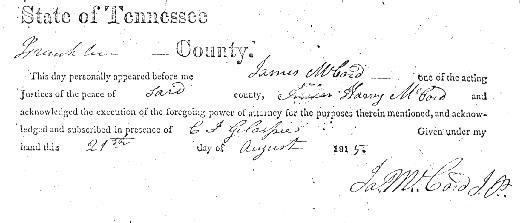 State of Tennessee
Franklin — County.
This day personally appeared before me James McCord one of the acting
justices of the peace of said county, Harry McCord and
acknowledged the execution of the foregoing power of attorney for the purposes therein mentioned, and acknow-
ledged and subscribed in presence of C F Gelaspies Given under my
hand this 21th day of August 181
Ja. McCord J.P.